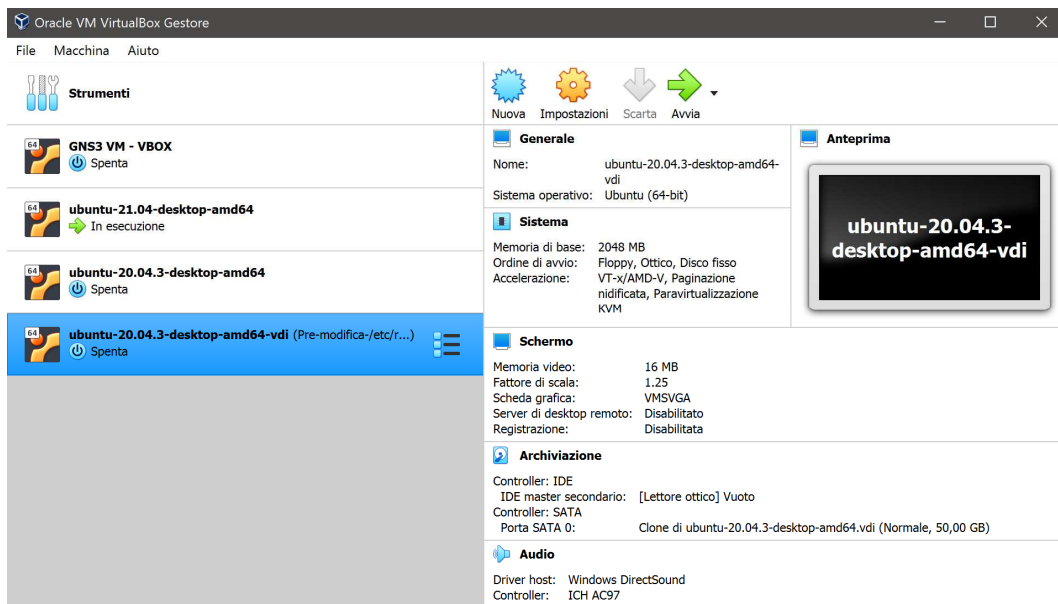 Oracle VM VirtualBox Gestore
File Macchina Aiuto
Strumenti
64
GNS3 VM - VBOX
Spenta
64
ubuntu-21.04-desktop-amd64
In esecuzione
64
ubuntu-20.04.3-desktop-amd64
Spenta
64
ubuntu-20.04.3-desktop-amd64-vdi (Pre-modifica-/etc/r...)
Spenta
Nuova Impostazioni Scarta Avvia
Generale
Nome: ubuntu-20.04.3-desktop-amd64-
vdi
Sistema operativo: Ubuntu (64-bit)
Sistema
Memoria di base: 2048 MB
Ordine di avvio: Floppy, Ottico, Disco fisso
Accelerazione: VT-x/AMD-V, Paginazione
nidificata, Paravirtualizzazione
KVM
Anteprima
ubuntu-20.04.3-
desktop-amd64-vdi
Schermo
Memoria video: 16 MB
Fattore di scala: 1.25
Scheda grafica: VMSVGA
Server di desktop remoto: Disabilitato
Registrazione: Disabilitata
Archiviazione
Controller: IDE
IDE master secondario: [Lettore ottico] Vuoto
Controller: SATA
Porta SATA 0: Clone di ubuntu-20.04.3-desktop-amd64.vdi (Normale, 50,00 GB)
Audio
Driver host: Windows DirectSound
Controller: ICH AC97